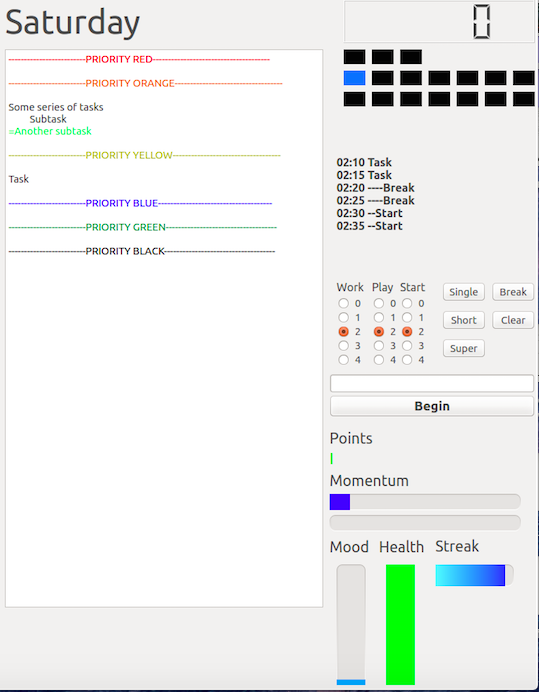 Saturday
0
--------------------------PRIORITY RED----------------------------------------
--------------------------PRIORITY ORANGE-------------------------------------
Some series of tasks
Subtask
=Another subtask
--------------------------PRIORITY YELLOW-------------------------------------
Task
--------------------------PRIORITY BLUE---------------------------------------
--------------------------PRIORITY GREEN--------------------------------------
--------------------------PRIORITY BLACK--------------------------------------
02:10 Task
02:15 Task
02:20 ----Break
02:25 ----Break
02:30 --Start
02:35 --Start
Work Play Start
0 0 0
1 1 1
2 2 2
3 3 3
4 4 4
Single Break
Short Clear
Super
Begin
Points
|
Momentum
Mood Health Streak